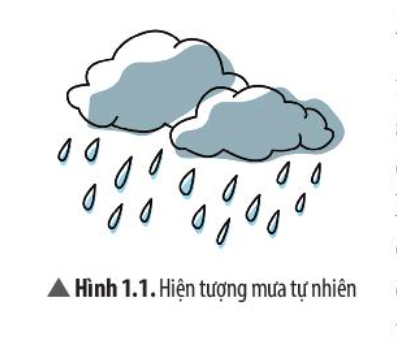 ▲ Hình 1.1. Hiện tượng mưa tự nhiên